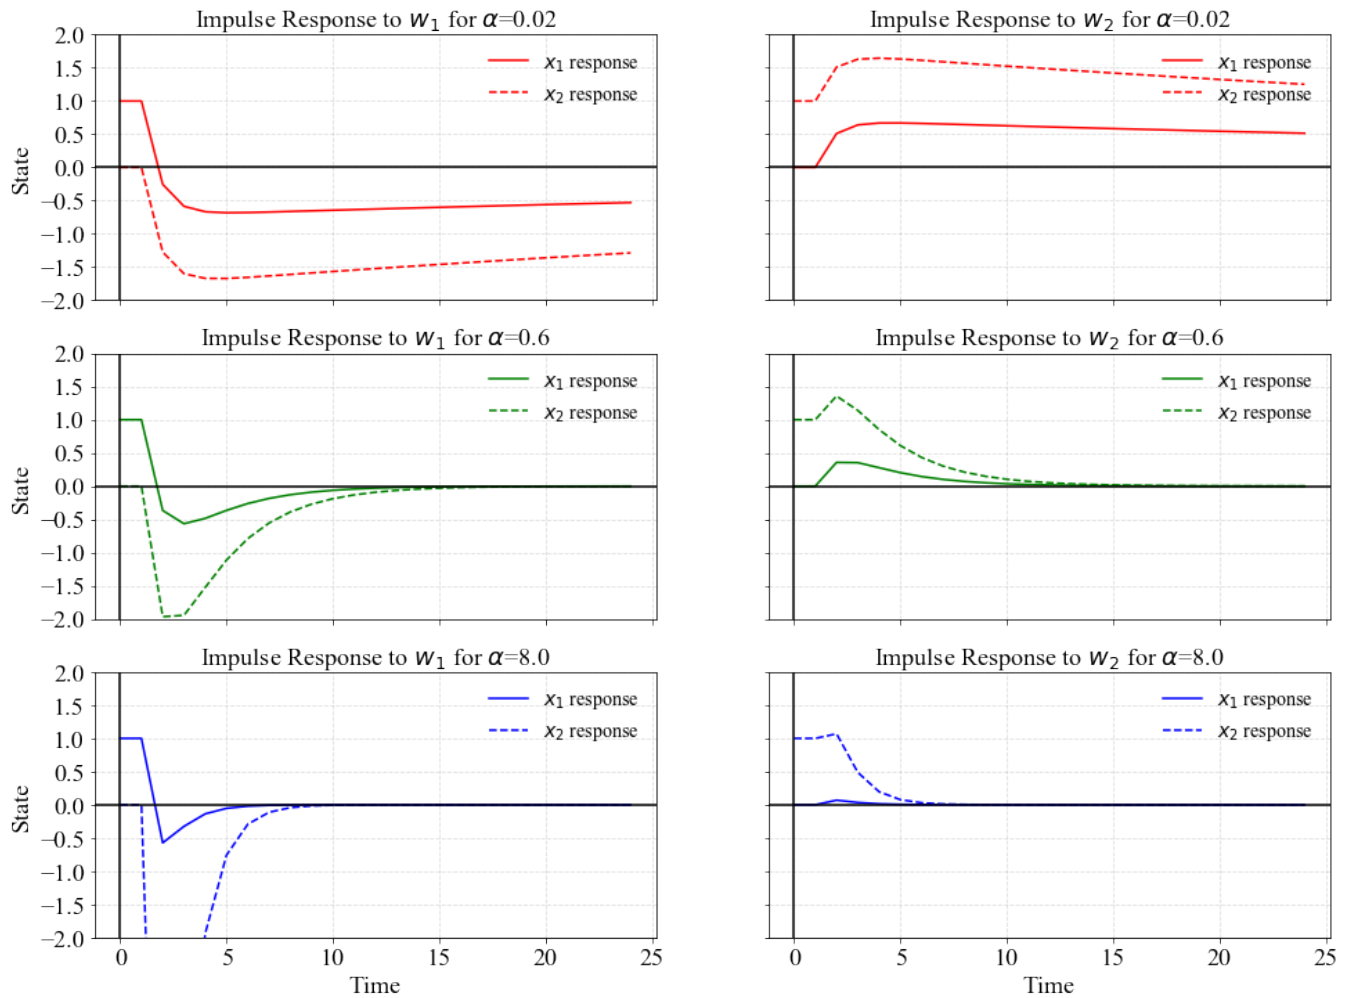 Impulse Response to w₁ for α=0.02
2.0
1.5
1.0
0.5
0.0
−0.5
−1.0
−1.5
−2.0
State
x₁ response
x₂ response
Impulse Response to w₂ for α=0.02
x₁ response
x₂ response
Impulse Response to w₁ for α=0.6
2.0
1.5
1.0
0.5
0.0
−0.5
−1.0
−1.5
−2.0
State
x₁ response
x₂ response
Impulse Response to w₂ for α=0.6
x₁ response
x₂ response
Impulse Response to w₁ for α=8.0
2.0
1.5
1.0
0.5
0.0
−0.5
−1.0
−1.5
−2.0
State
x₁ response
x₂ response
0 5 10 15 20 25
Time
Impulse Response to w₂ for α=8.0
x₁ response
x₂ response
0 5 10 15 20 25
Time